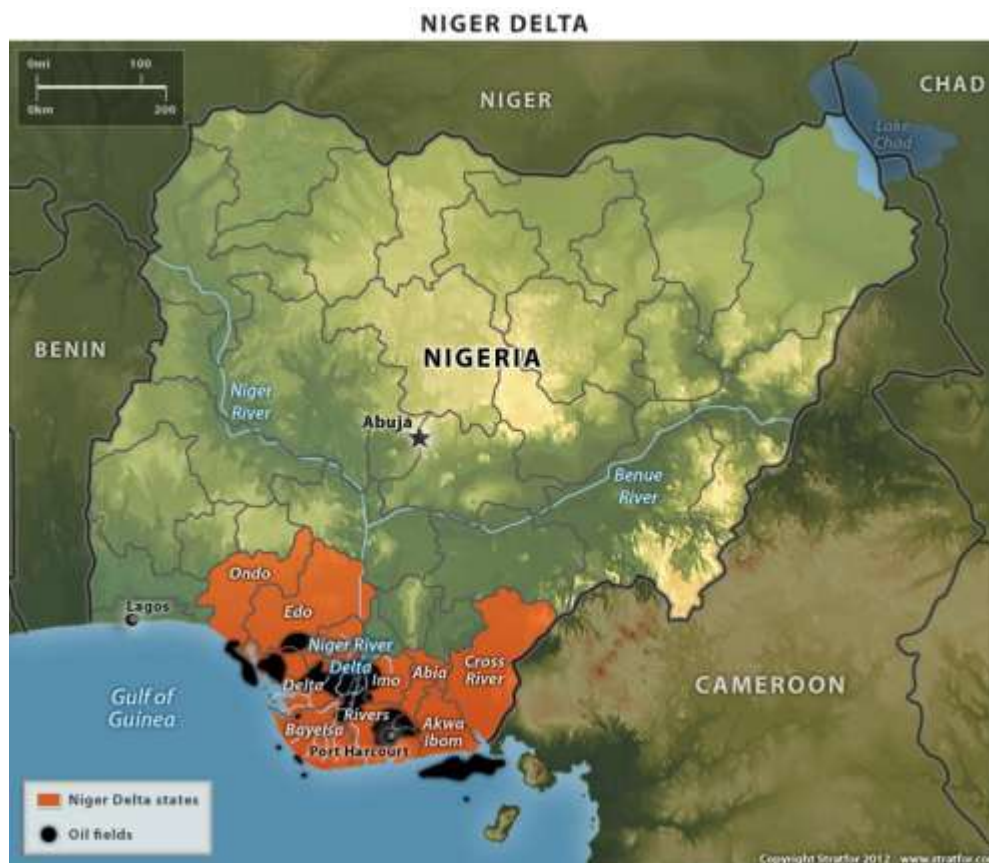 NIGER DELTA
0mi 100
0km 200
NIGER
CHAD
Lake
Chad
BENIN
NIGERIA
Niger
River
Abuja
Benue
River
Ondo
Edo
Lagos
Niger River
Delta
Delta
Imo
Abia
Cross
River
Rivers
Bayelsa
Akwa
Ibom
Port Harcourt
Gulf of
Guinea
CAMEROON
Niger Delta states
Oil fields
Copyright Stratfor 2012 www.stratfor.co